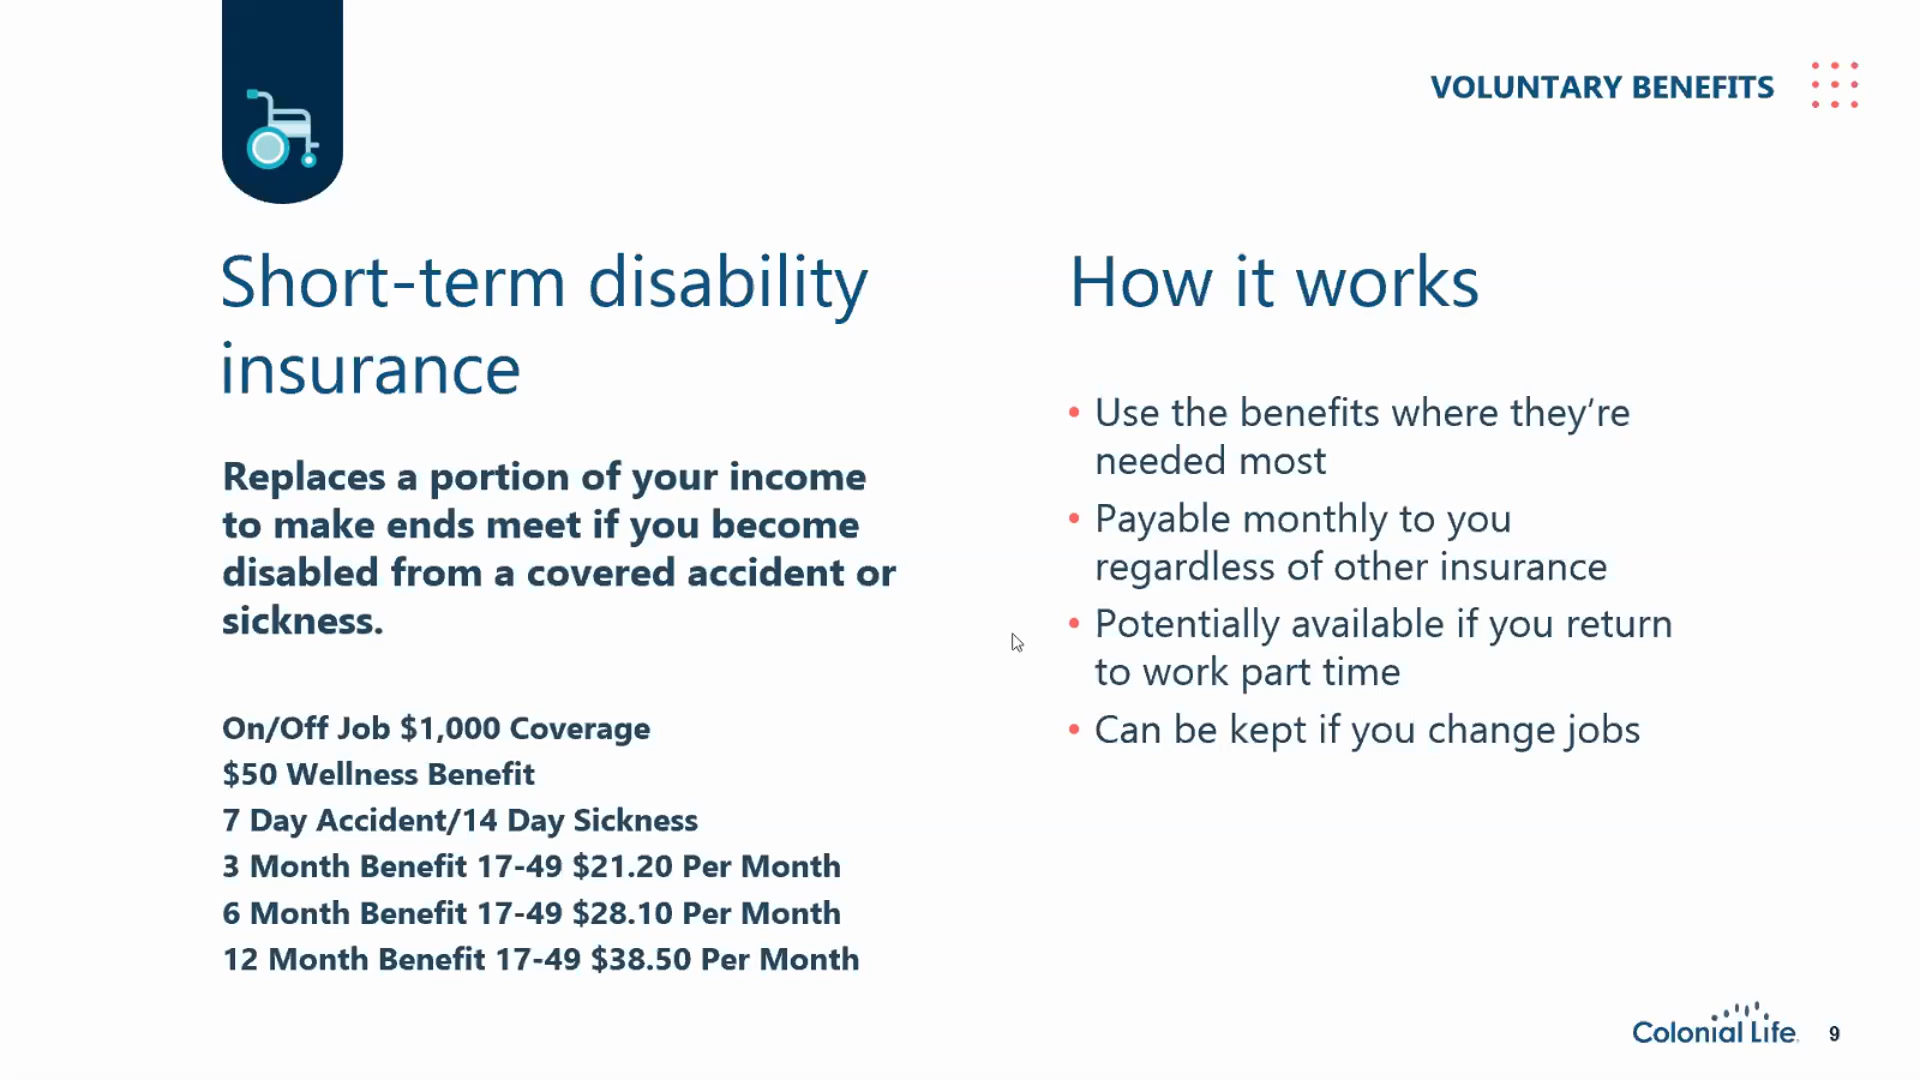 VOLUNTARY BENEFITS
Short-term disability
insurance
Replaces a portion of your income
to make ends meet if you become
disabled from a covered accident or
sickness.
On/Off Job $1,000 Coverage
$50 Wellness Benefit
7 Day Accident/14 Day Sickness
3 Month Benefit 17-49 $21.20 Per Month
6 Month Benefit 17-49 $28.10 Per Month
12 Month Benefit 17-49 $38.50 Per Month
How it works
• Use the benefits where they’re
needed most
• Payable monthly to you
regardless of other insurance
• Potentially available if you return
to work part time
• Can be kept if you change jobs
Colonial Life
9